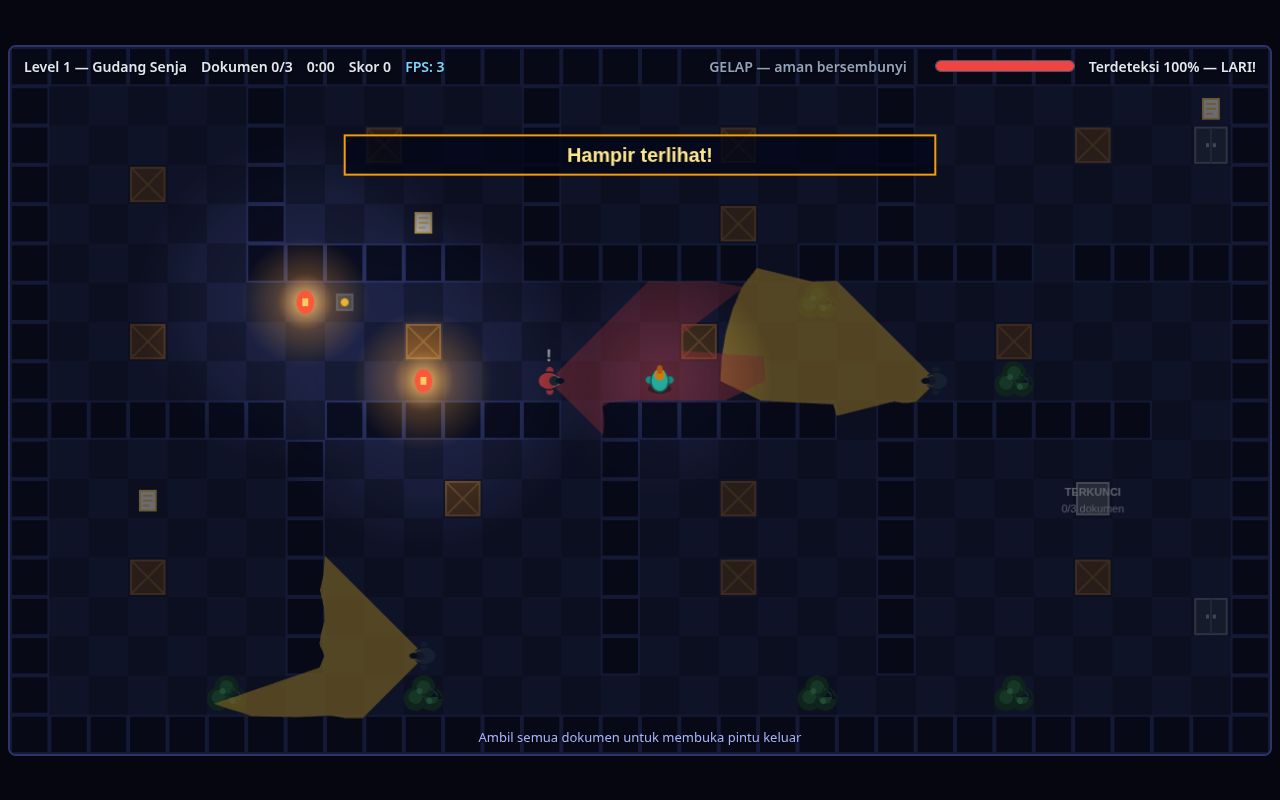 Level 1 — Gudang Senja Dokumen 0/3 0:00 Skor 0 FPS: 3 GELAP — aman bersembunyi Terdeteksi 100% — LARI!
Hampir terlihat!
!
TERKUNCI
0/3 dokumen
Ambil semua dokumen untuk membuka pintu keluar